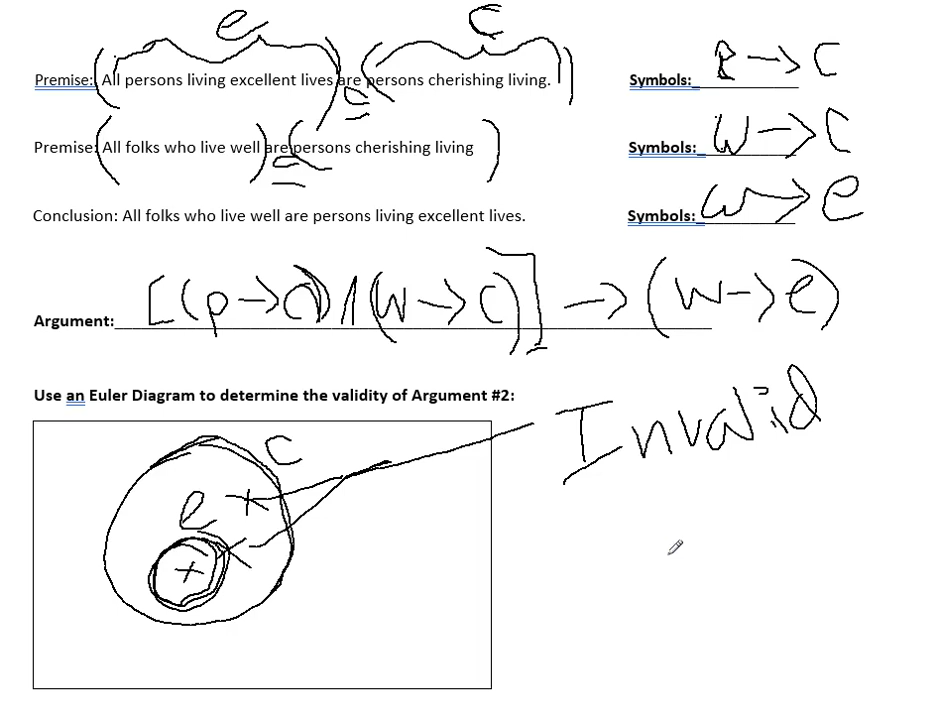 e c
Premise: All persons living excellent lives are persons cherishing living. Symbols: e → C
Premise: All folks who live well are persons cherishing living Symbols: W → C
Conclusion: All folks who live well are persons living excellent lives. Symbols: W → e
Argument: [(p → c) ∧ (W → C)] → (W → e)
Use an Euler Diagram to determine the validity of Argument #2:
Invalid
C
e x
x
x